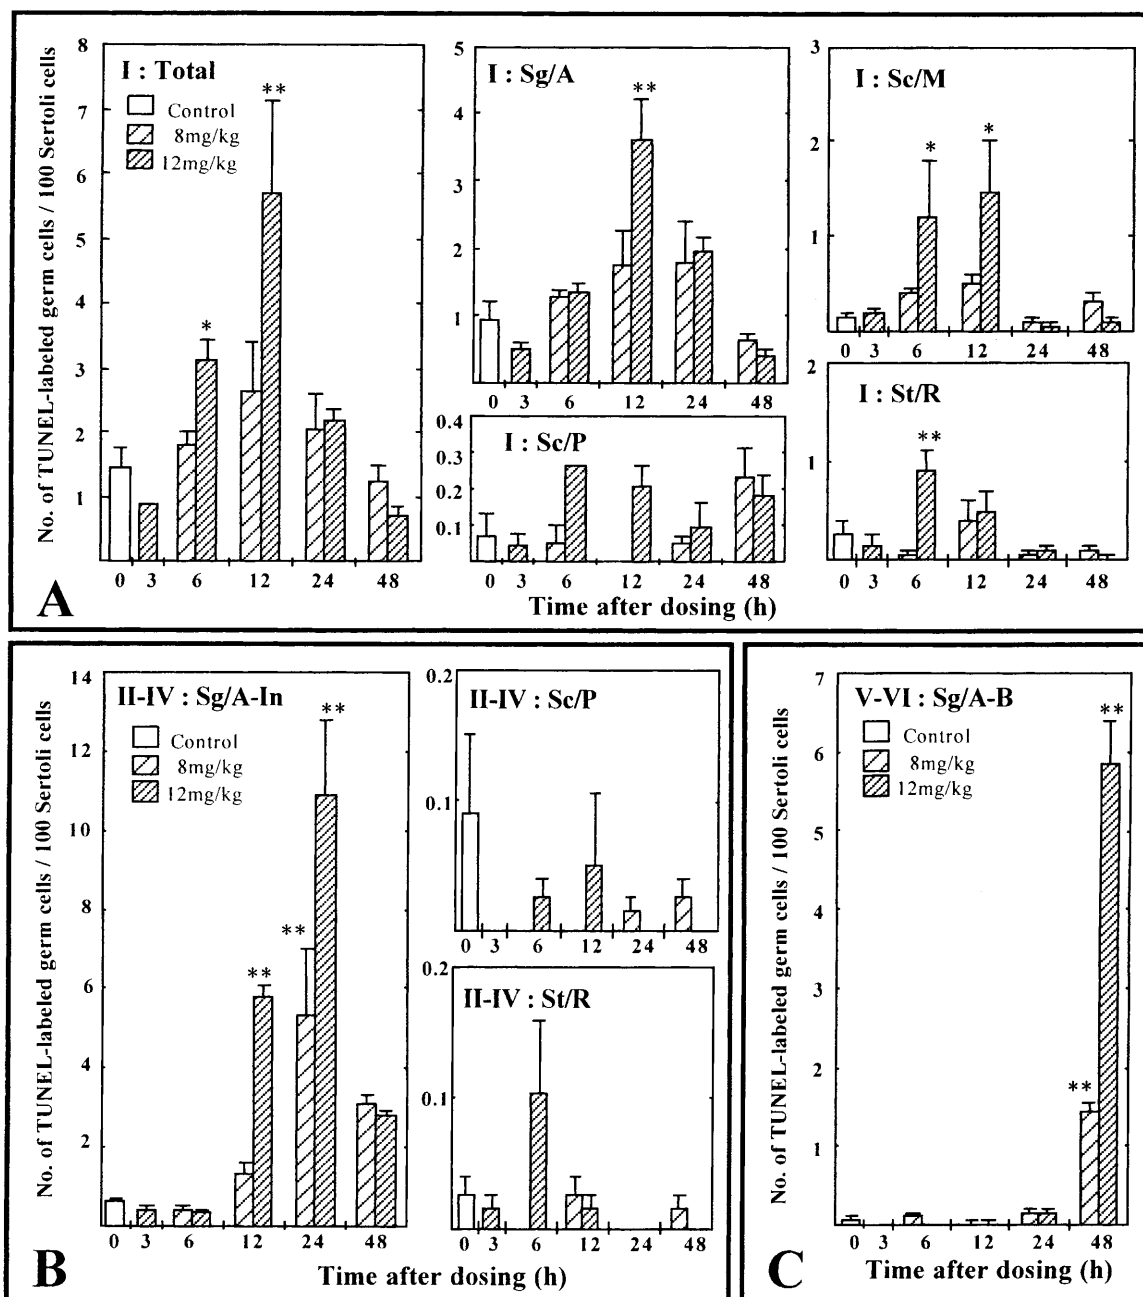 No. of TUNEL-labeled germ cells / 100 Sertoli cells
I : Total
Control
8mg/kg
12mg/kg
**
*
8
7
6
5
4
3
2
1
0 3 6 12 24 48
I : Sg/A
**
5
4
3
2
1
0 3 6 12 24 48
I : Sc/P
0.4
0.3
0.2
0.1
0 3 6 12 24 48
I : Sc/M
* *
3
2
1
0 3 6 12 24 48
I : St/R
**
2
1
0 3 6 12 24 48
Time after dosing (h)
A
No. of TUNEL-labeled germ cells / 100 Sertoli cells
II-IV : Sg/A-In
Control
8mg/kg
12mg/kg
**
**
**
14
12
10
8
6
4
2
0 3 6 12 24 48
II-IV : Sc/P
0.2
0.1
0 3 6 12 24 48
II-IV : St/R
0.2
0.1
0 3 6 12 24 48
Time after dosing (h)
B
No. of TUNEL-labeled germ cells / 100 Sertoli cells
V-VI : Sg/A-B
Control
8mg/kg
12mg/kg
**
**
7
6
5
4
3
2
1
0 3 6 12 24 48
Time after dosing (h)
C